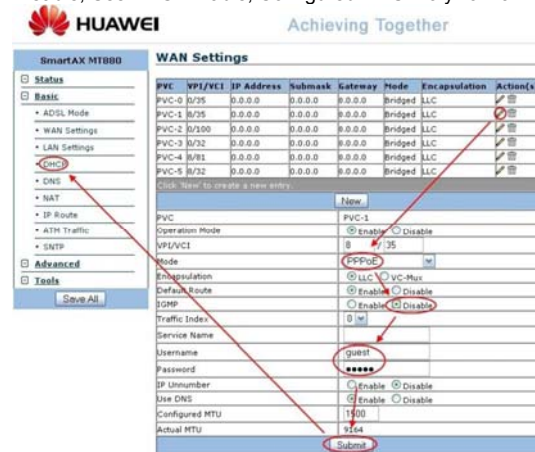 HUAWEI
Achieving Together
SmartAX MT880
Status
Basic
• ADSL Mode
• WAN Settings
• LAN Settings
• DHCP
• DNS
• NAT
• IP Route
• ATM Traffic
• SNTP
Advanced
Tools
Save All
WAN Settings
PVC VPI/VCI IP Address Submask Gateway Mode Encapsulation Action(s
PVC-0 0/35 0.0.0.0 0.0.0.0 0.0.0.0 Bridged LLC
PVC-1 8/35 0.0.0.0 0.0.0.0 0.0.0.0 Bridged LLC
PVC-2 0/100 0.0.0.0 0.0.0.0 0.0.0.0 Bridged LLC
PVC-3 0/32 0.0.0.0 0.0.0.0 0.0.0.0 Bridged LLC
PVC-4 8/81 0.0.0.0 0.0.0.0 0.0.0.0 Bridged LLC
PVC-5 8/32 0.0.0.0 0.0.0.0 0.0.0.0 Bridged LLC
Click 'New' to create a new entry.
New
PVC PVC-1
Operation Mode Enable Disable
VPI/VCI 8 / 35
Mode PPPoE
Encapsulation LLC VC-Mux
Default Route Enable Disable
IGMP Enable Disable
Traffic Index 0
Service Name
Username guest
Password •••••
IP Unnumber Enable Disable
Use DNS Enable Disable
Configured MTU 1500
Actual MTU 9164
Submit